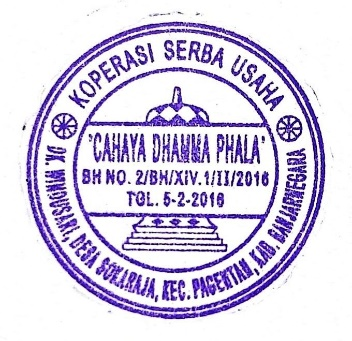 KOPERASI SERBA USAHA
"CAHAYA DHAMMA PHALA"
BH NO. 2/BH/XIV.1/II/2016
TGL. 5-2-2016
DK. WINDUSARI, DESA SOKARAJA, KEC. PAGENTAN, KAB. BANJARNEGARA